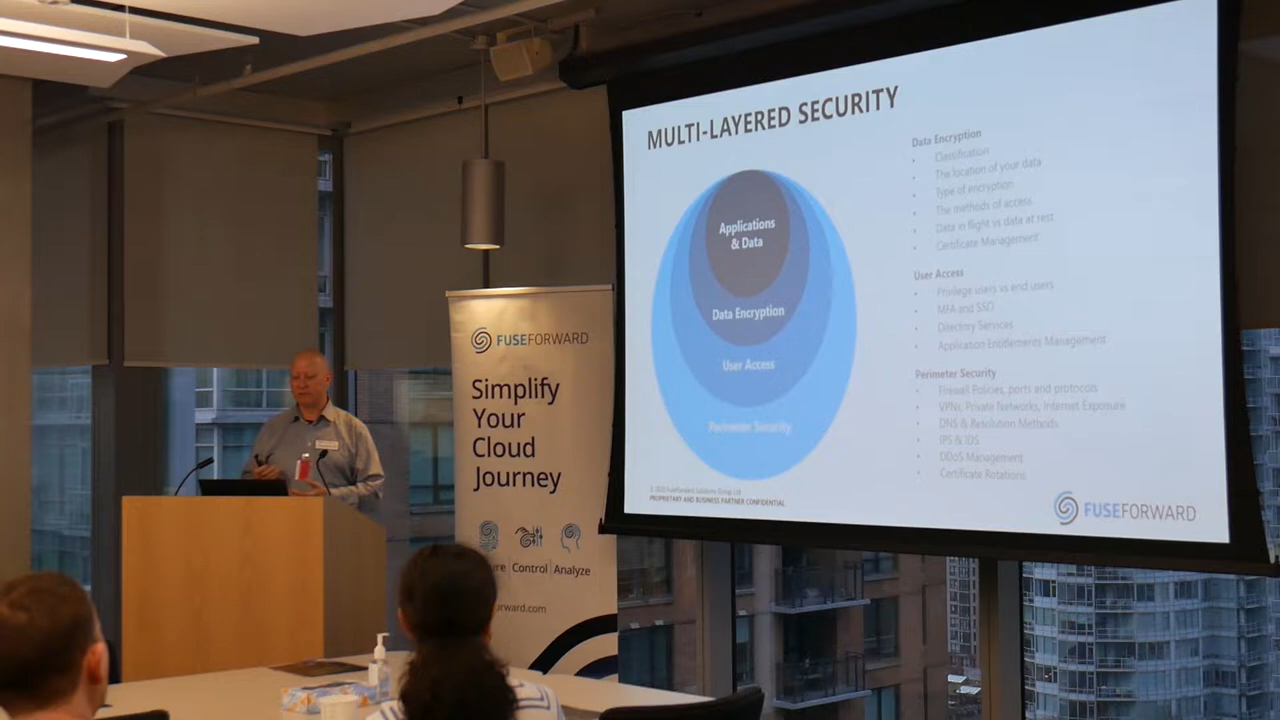 MULTI-LAYERED SECURITY
Applications
& Data
Data Encryption
User Access
Perimeter Security
Data Encryption
• Classification
• The location of your data
• Type of encryption
• The methods of access
• Data in flight vs data at rest
• Certificate Management
User Access
• Privilege users vs end users
• MFA and SSO
• Directory Services
• Application Entitlements Management
Perimeter Security
• Firewall Policies, ports and protocols
• VPNs, Private Networks, Internet Exposure
• DNS & Resolution Methods
• IPS & IDS
• DDoS Management
• Certificate Rotations
PROPRIETARY AND BUSINESS PARTNER CONFIDENTIAL
FUSEFORWARD
FUSEFORWARD
Simplify
Your
Cloud
Journey
Control Analyze